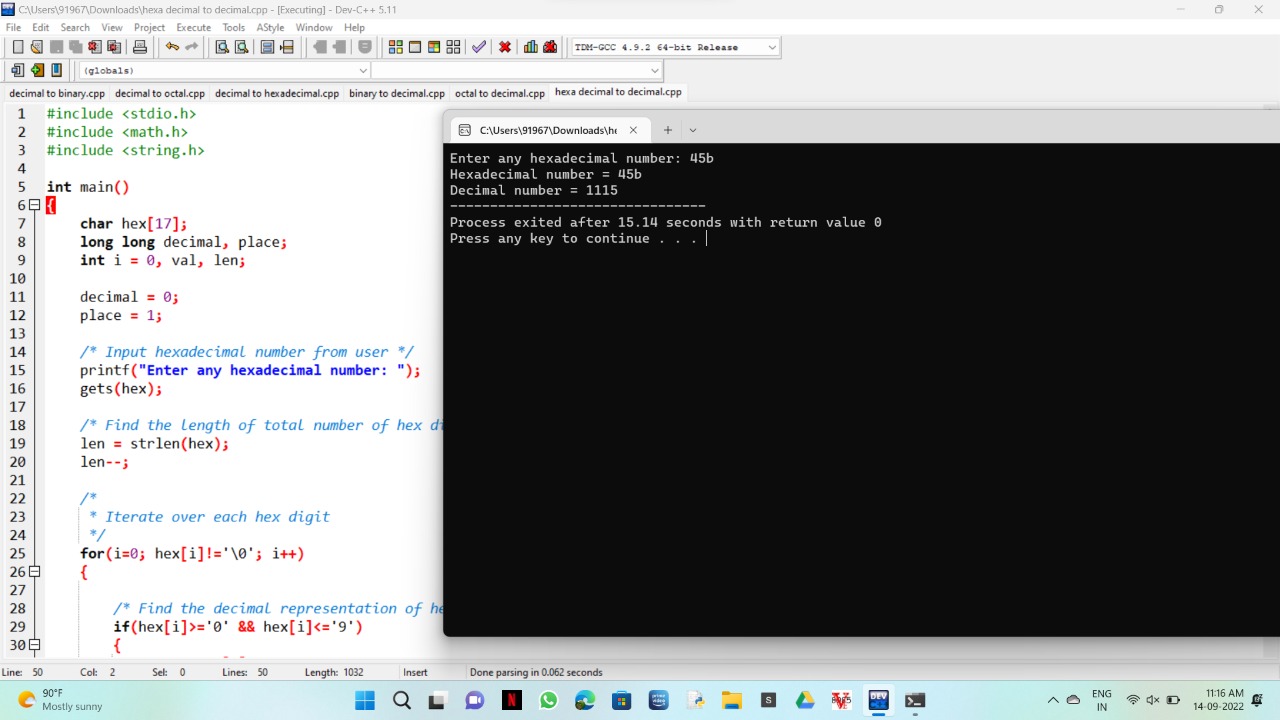 C:\Users\91967\Downloads\hexa decimal to decimal.cpp - [Executing] - Dev-C++ 5.11
File Edit Search View Project Execute Tools AStyle Window Help
TDM-GCC 4.9.2 64-bit Release
(globals)
decimal to binary.cpp decimal to octal.cpp decimal to hexadecimal.cpp binary to decimal.cpp octal to decimal.cpp hexa decimal to decimal.cpp
1 #include <stdio.h>
2 #include <math.h>
3 #include <string.h>
4
5 int main()
6 {
7 char hex[17];
8 long long decimal, place;
9 int i = 0, val, len;
10
11 decimal = 0;
12 place = 1;
13
14 /* Input hexadecimal number from user */
15 printf("Enter any hexadecimal number: ");
16 gets(hex);
17
18 /* Find the length of total number of hex
19 len = strlen(hex);
20 len--;
21
22 /*
23 * Iterate over each hex digit
24 */
25 for(i=0; hex[i]!='\0'; i++)
26 {
27
28 /* Find the decimal representation of
29 if(hex[i]>='0' && hex[i]<='9')
30 {
C:\Users\91967\Downloads\he
Enter any hexadecimal number: 45b
Hexadecimal number = 45b
Decimal number = 1115
--------------------------------
Process exited after 15.14 seconds with return value 0
Press any key to continue . . .
Line: 50 Col: 2 Sel: 0 Lines: 50 Length: 1032 Insert Done parsing in 0.062 seconds
90°F
Mostly sunny
ENG
IN
11:16 AM
14-09-2022